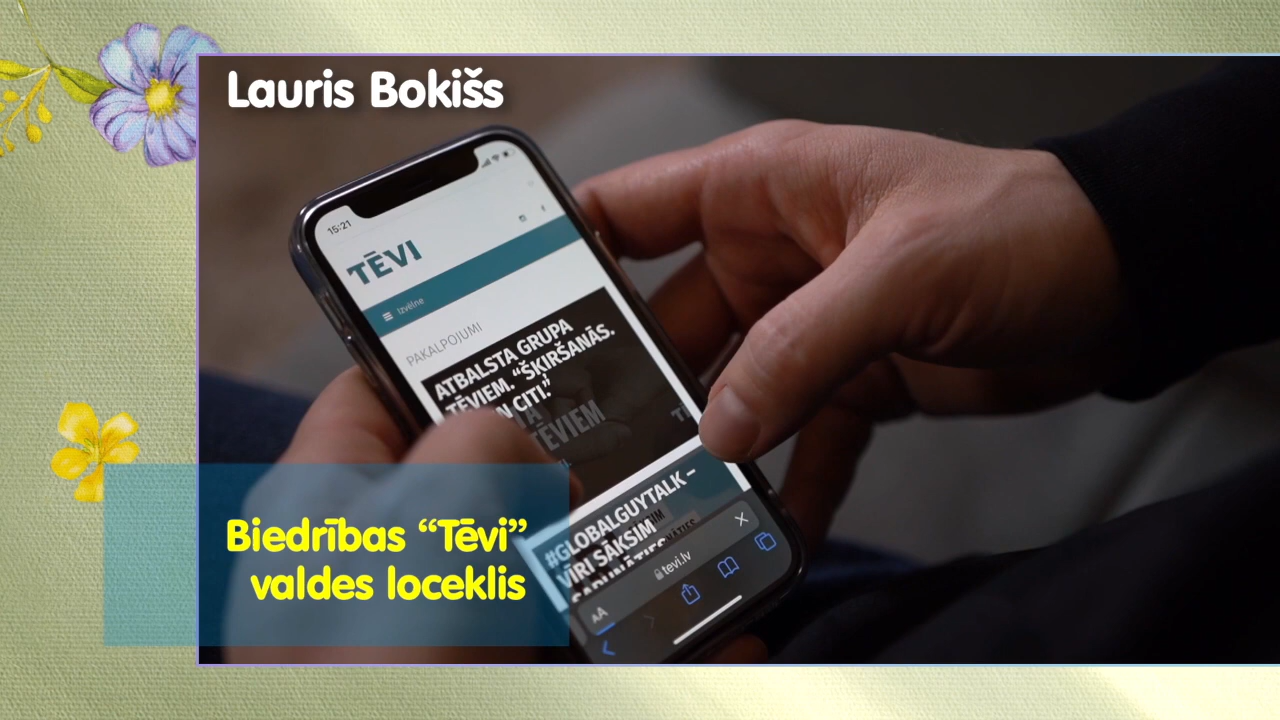 Lauris Bokišs
15:21
TĒVI
Izvēlne
PAKALPOJUMI
ATBALSTA GRUPA
TĒVIEM. “ŠĶIRŠANĀS.
CITI.”
TĒVIEM
#GLOBALGUYTALK –
VĪRI SĀKSIM
tevi.lv
AA
Biedrības “Tēvi”
valdes loceklis